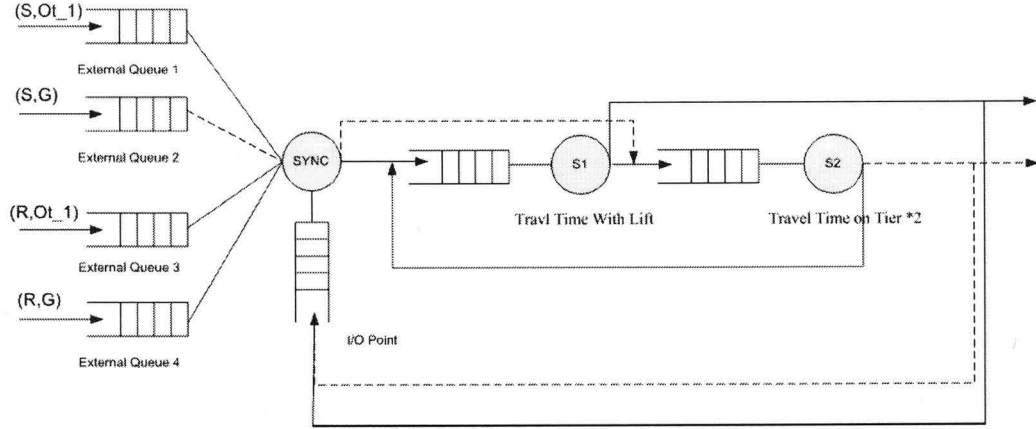 (S,Ot_1)
External Queue 1
(S,G)
External Queue 2
SYNC
S1
S2
(R,Ot_1)
Travl Time With Lift
Travel Time on Tier *2
External Queue 3
(R,G)
I/O Point
External Queue 4